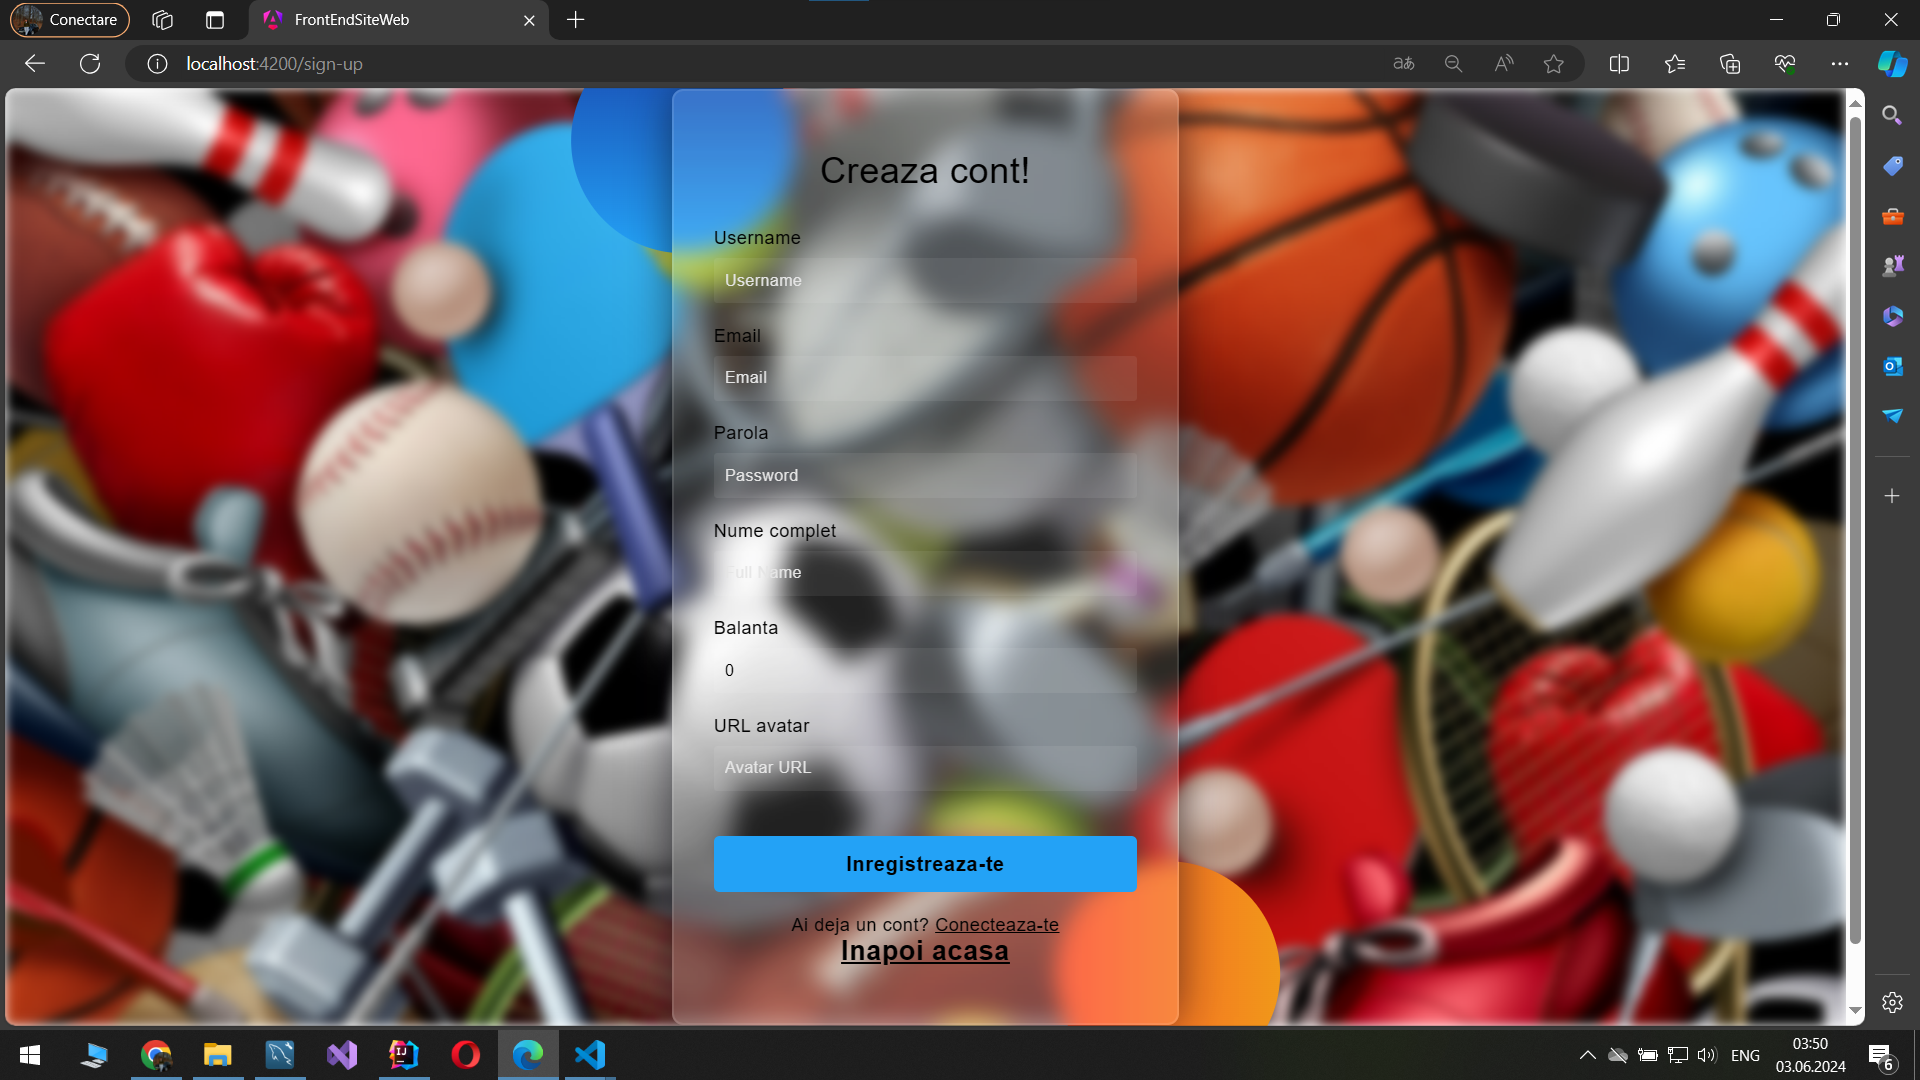 Conectare
FrontEndSiteWeb
localhost:4200/sign-up
Creaza cont!
Username
Username
Email
Email
Parola
Password
Nume complet
Full Name
Balanta
0
URL avatar
Avatar URL
Inregistreaza-te
Ai deja un cont? Conecteaza-te
Inapoi acasa
ENG
03:50
03.06.2024
6